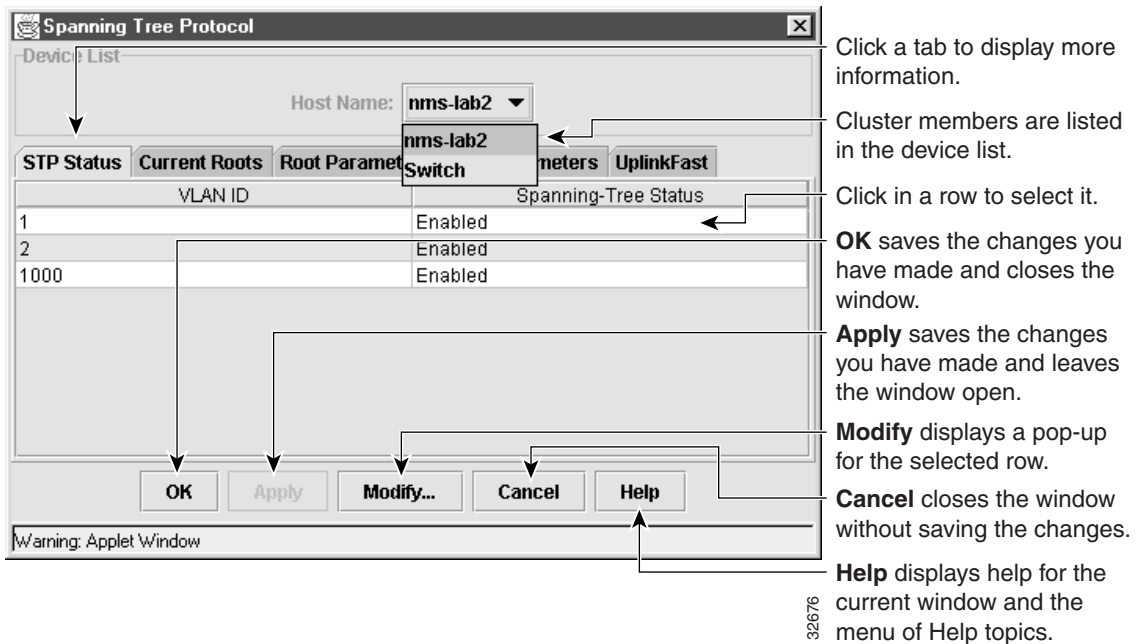 Spanning Tree Protocol
Device List
Host Name: nms-lab2
nms-lab2
Switch
STP Status Current Roots Root Paramet meters UplinkFast
VLAN ID Spanning-Tree Status
1 Enabled
2 Enabled
1000 Enabled
OK Apply Modify... Cancel Help
Warning: Applet Window
Click a tab to display more
information.
Cluster members are listed
in the device list.
Click in a row to select it.
OK saves the changes you
have made and closes the
window.
Apply saves the changes
you have made and leaves
the window open.
Modify displays a pop-up
for the selected row.
Cancel closes the window
without saving the changes.
Help displays help for the
current window and the
menu of Help topics.
32676